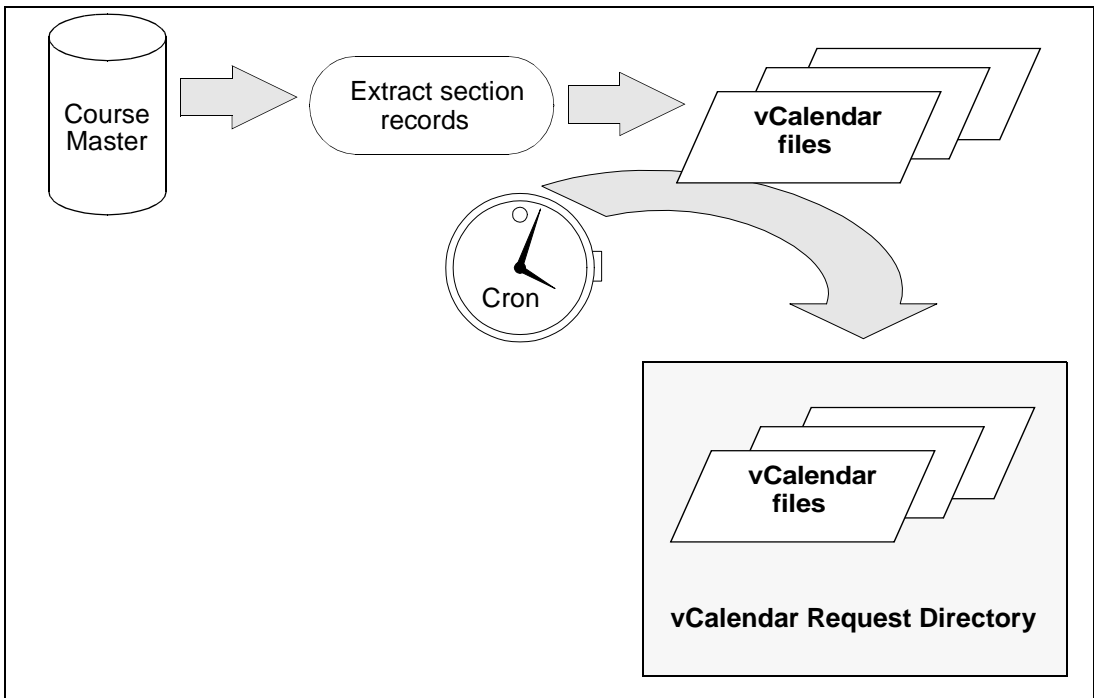 Course
Master
Extract section
records
vCalendar
files
Cron
vCalendar
files
vCalendar Request Directory